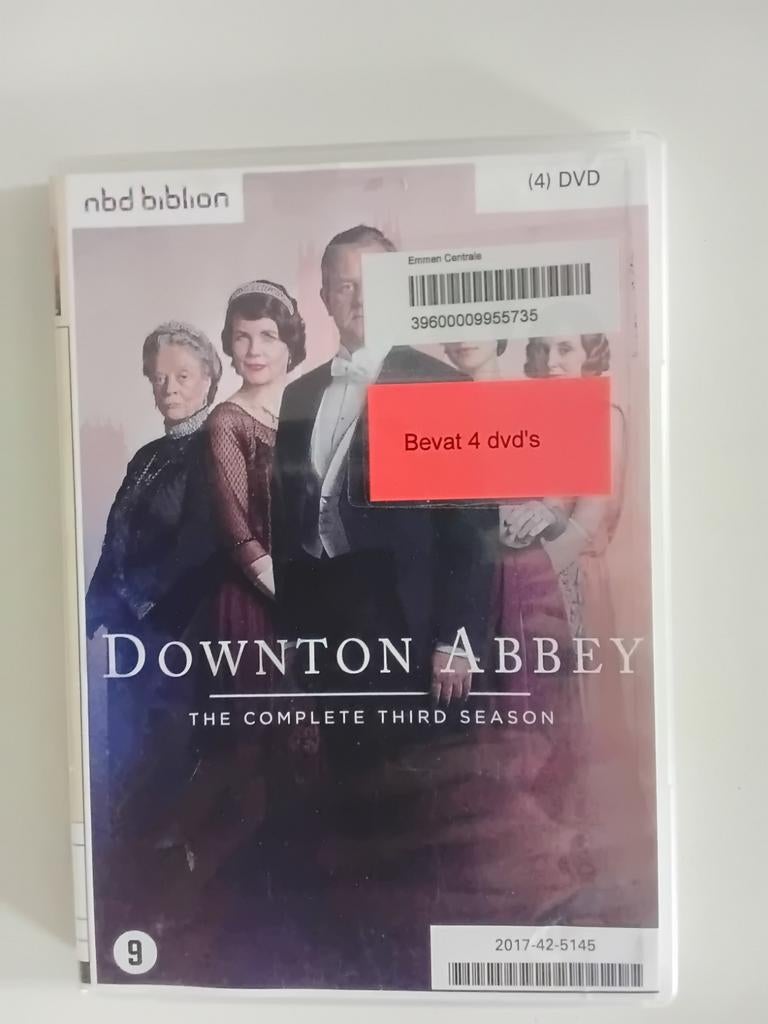 nbd biblion
(4) DVD
Emmen Centrale
39600009955735
Bevat 4 dvd's
DOWNTON ABBEY
THE COMPLETE THIRD SEASON
9
2017-42-5145